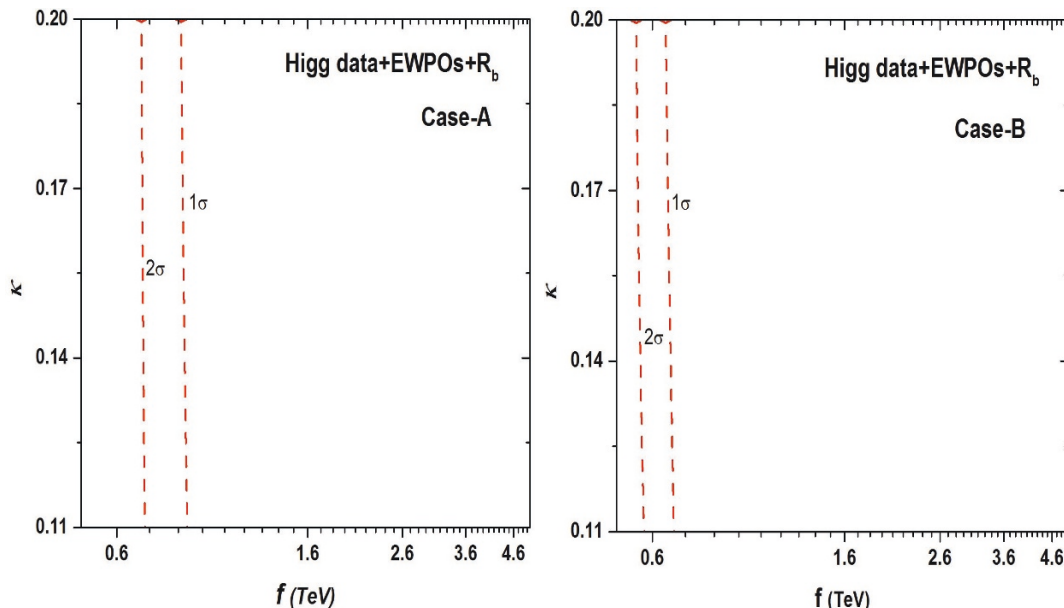 0.20
0.17
0.14
0.11
κ
Higg data+EWPOs+R_b
Case-A
1σ
2σ
0.6
1.6
2.6
3.6
4.6
f (TeV)
0.20
0.17
0.14
0.11
κ
Higg data+EWPOs+R_b
Case-B
1σ
2σ
0.6
1.6
2.6
3.6
4.6
f (TeV)